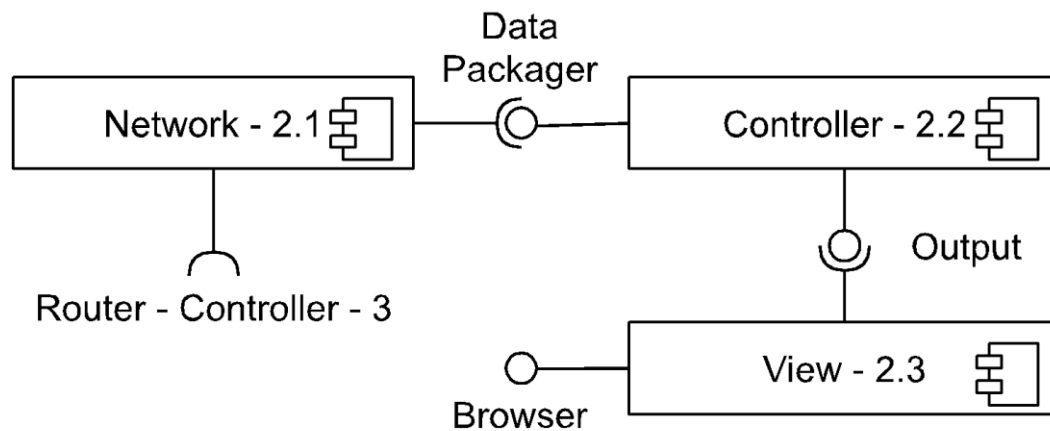 Data
Packager
Network - 2.1
Controller - 2.2
Output
Router - Controller - 3
View - 2.3
Browser